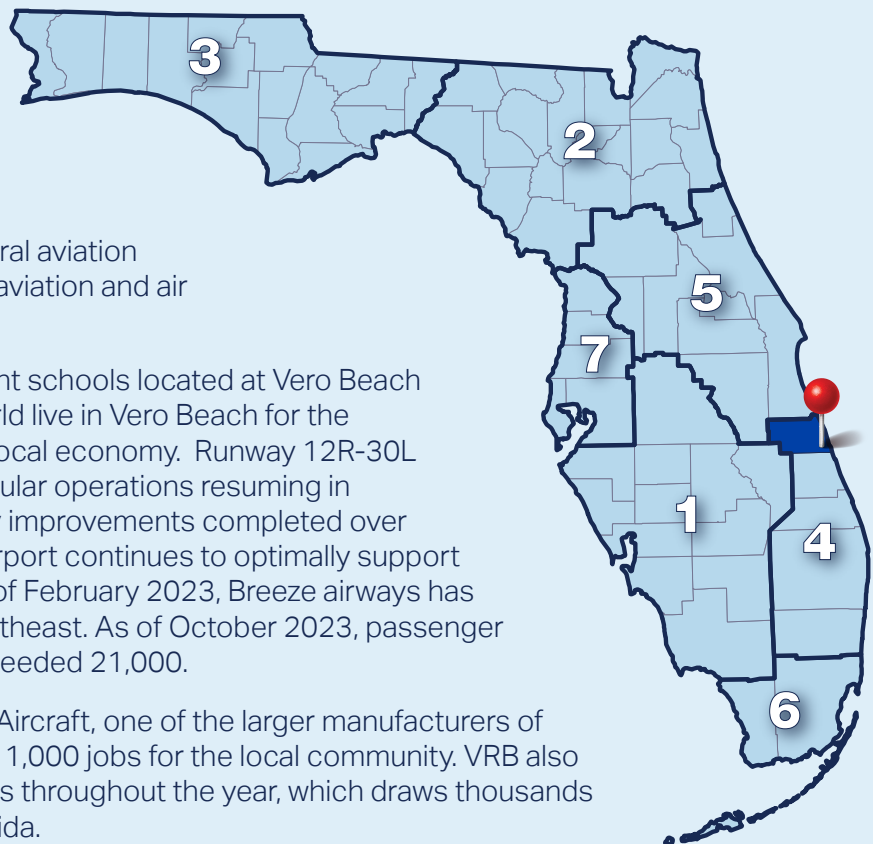 3
2
ral aviation
aviation and air
5
7
nt schools located at Vero Beach
rld live in Vero Beach for the
ocal economy. Runway 12R-30L
ular operations resuming in
y improvements completed over
irport continues to optimally support
of February 2023, Breeze airways has
theast. As of October 2023, passenger
eeded 21,000.
1
4
Aircraft, one of the larger manufacturers of
11,000 jobs for the local community. VRB also
s throughout the year, which draws thousands
ida.
6